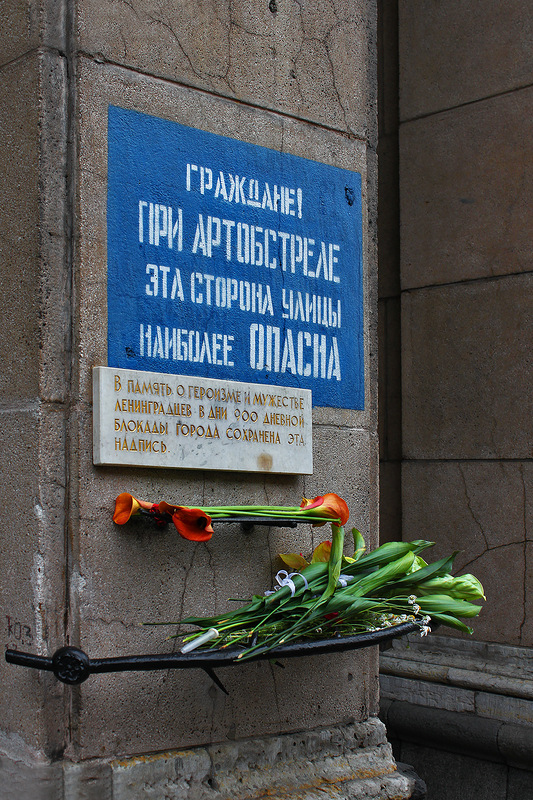 ГРАЖДАНЕ!
ПРИ АРТОБСТРЕЛЕ
ЭТА СТОРОНА УЛИЦЫ
НАИБОЛЕЕ ОПАСНА
В ПАМЯТЬ О ГЕРОИЗМЕ И МУЖЕСТВЕ
ЛЕНИНГРАДЦЕВ В ДНИ 900 ДНЕВНОЙ
БЛОКАДЫ ГОРОДА СОХРАНЕНА ЭТА
НАДПИСЬ.